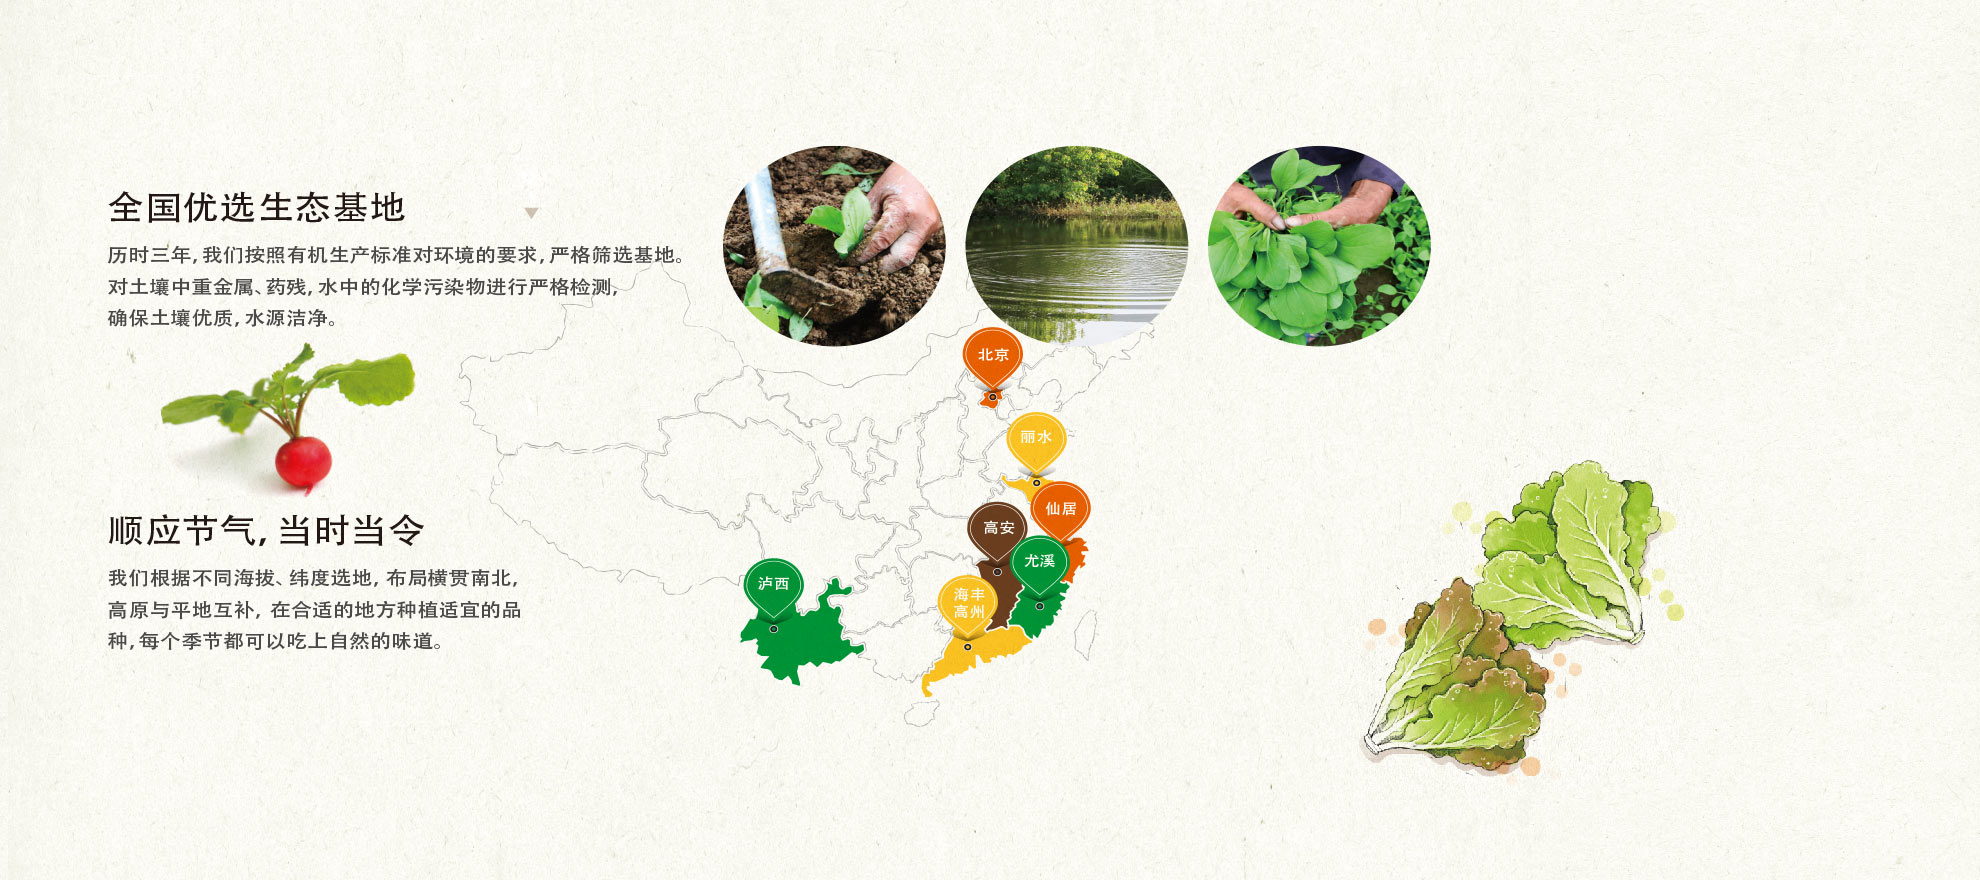 全国优选生态基地
历时三年,我们按照有机生产标准对环境的要求,严格筛选基地。
对土壤中重金属、药残,水中的化学污染物进行严格检测,
确保土壤优质,水源洁净。
顺应节气,当时当令
我们根据不同海拔、纬度选地,布局横贯南北,
高原与平地互补,在合适的地方种植适宜的品
种,每个季节都可以吃上自然的味道。
北京
丽水
仙居
高安
尤溪
泸西
海丰
高州